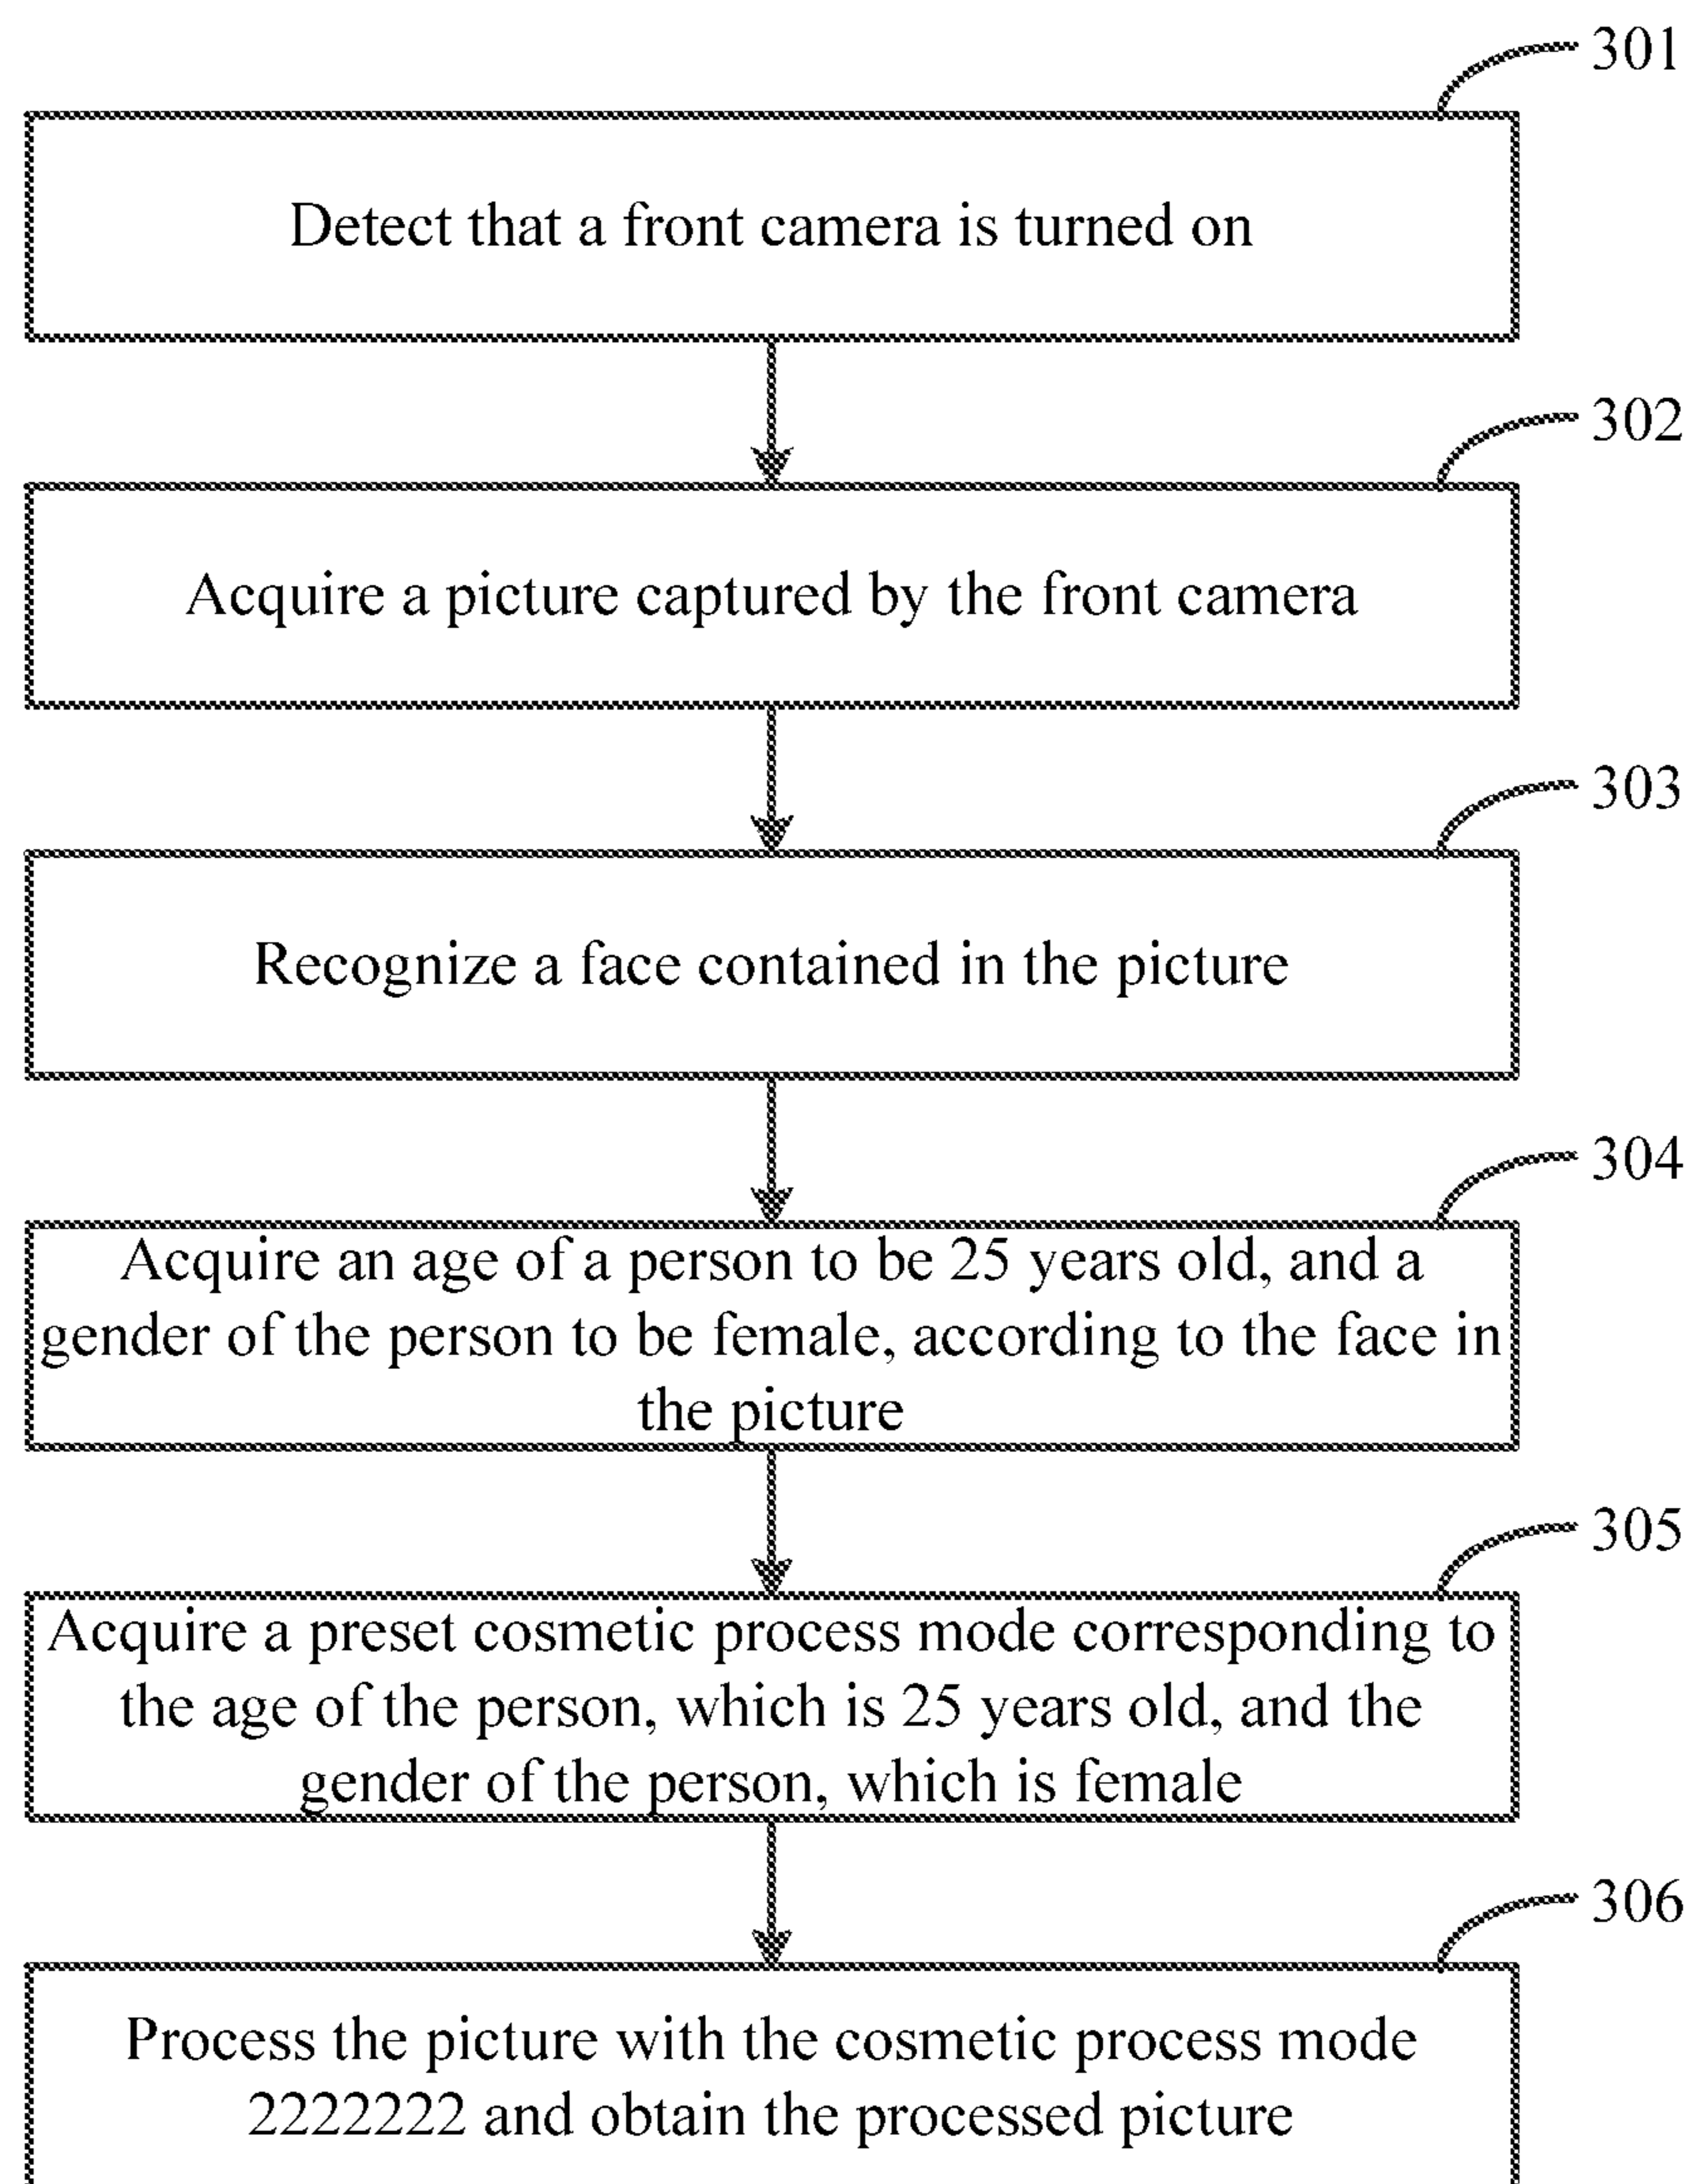 301
Detect that a front camera is turned on
302
Acquire a picture captured by the front camera
303
Recognize a face contained in the picture
304
Acquire an age of a person to be 25 years old, and a
gender of the person to be female, according to the face in
the picture
305
Acquire a preset cosmetic process mode corresponding to
the age of the person, which is 25 years old, and the
gender of the person, which is female
306
Process the picture with the cosmetic process mode
2222222 and obtain the processed picture